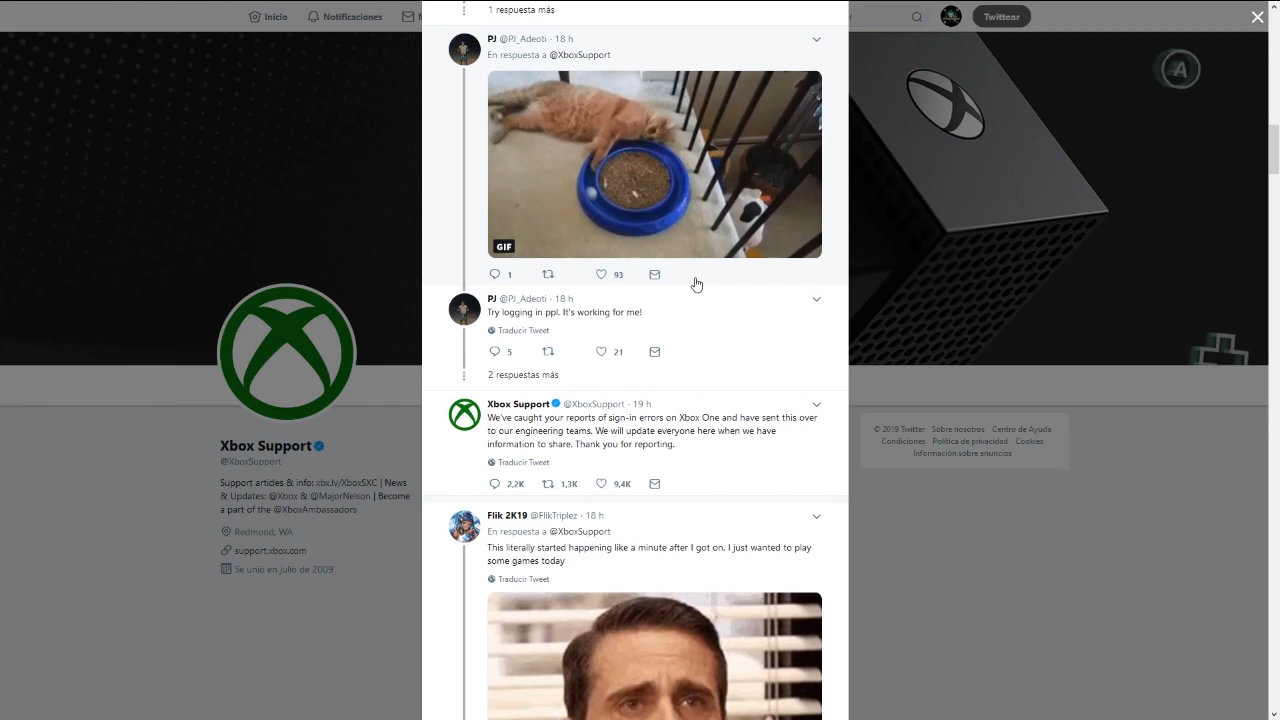 Inicio
Notificaciones
Twittear
1 respuesta más
PJ @PJ_Adeoti · 18 h
En respuesta a @XboxSupport
GIF
1
93
PJ @PJ_Adeoti · 18 h
Try logging in ppl. It's working for me!
Traducir Tweet
5
21
2 respuestas más
Xbox Support @XboxSupport · 19 h
We've caught your reports of sign-in errors on Xbox One and have sent this over
to our engineering teams. We will update everyone here when we have
information to share. Thank you for reporting.
Traducir Tweet
2,2K
1,3K
9,4K
Flik 2K19 @FlikTriplez · 18 h
En respuesta a @XboxSupport
This literally started happening like a minute after I got on, I just wanted to play
some games today
Traducir Tweet
Xbox Support
@XboxSupport
Support articles & info: xbx.lv/XboxSXC | News
& Updates: @Xbox & @MajorNelson | Become
a part of the @XboxAmbassadors
Redmond, WA
support.xbox.com
Se unió en julio de 2009
A
© 2019 Twitter Sobre nosotros Centro de Ayuda
Condiciones Política de privacidad Cookies
Información sobre anuncios